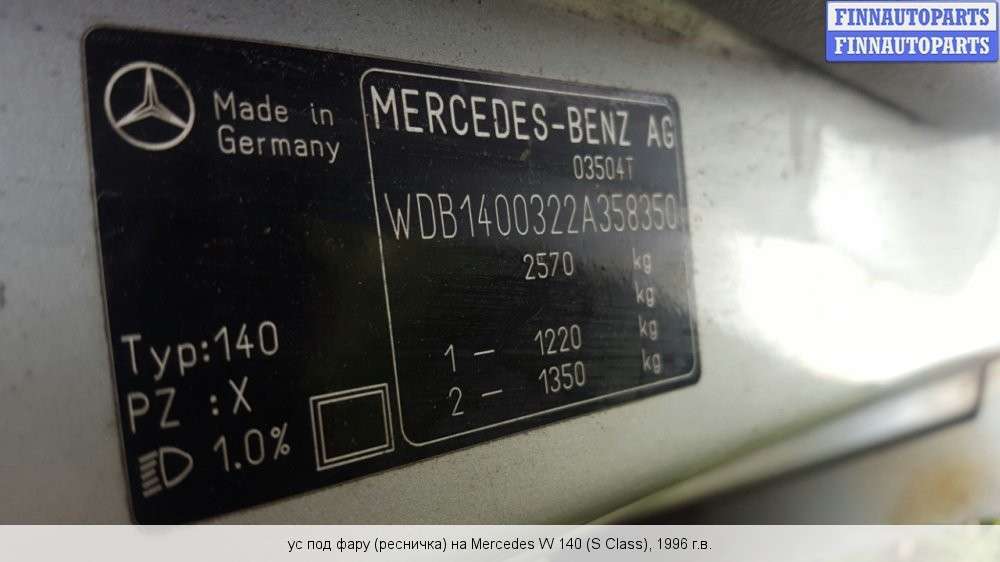 FINNAUTOPARTS
FINNAUTOPARTS
Made in
Germany
MERCEDES-BENZ AG
03504T
WDB1400322A358350
2570 kg
kg
1 — 1220 kg
2 — 1350 kg
Typ:140
PZ :X
1.0%
ус под фару (ресничка) на Mercedes W 140 (S Class), 1996 г.в.